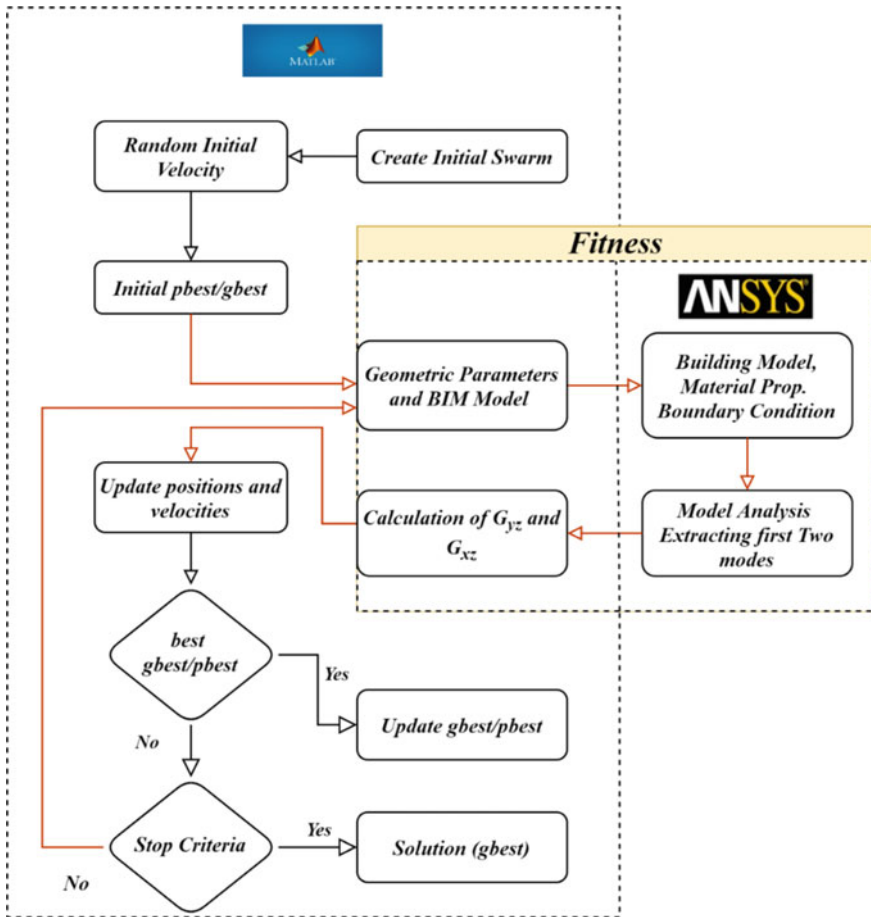 MATLAB
Random Initial
Velocity
Create Initial Swarm
Fitness
Initial pbest/gbest
ANSYS®
Geometric Parameters
and BIM Model
Building Model,
Material Prop.
Boundary Condition
Update positions and
velocities
Calculation of Gyz and
Gxz
Model Analysis
Extracting first Two
modes
best
gbest/pbest
Yes
Update gbest/pbest
No
Stop Criteria
Yes
Solution (gbest)
No